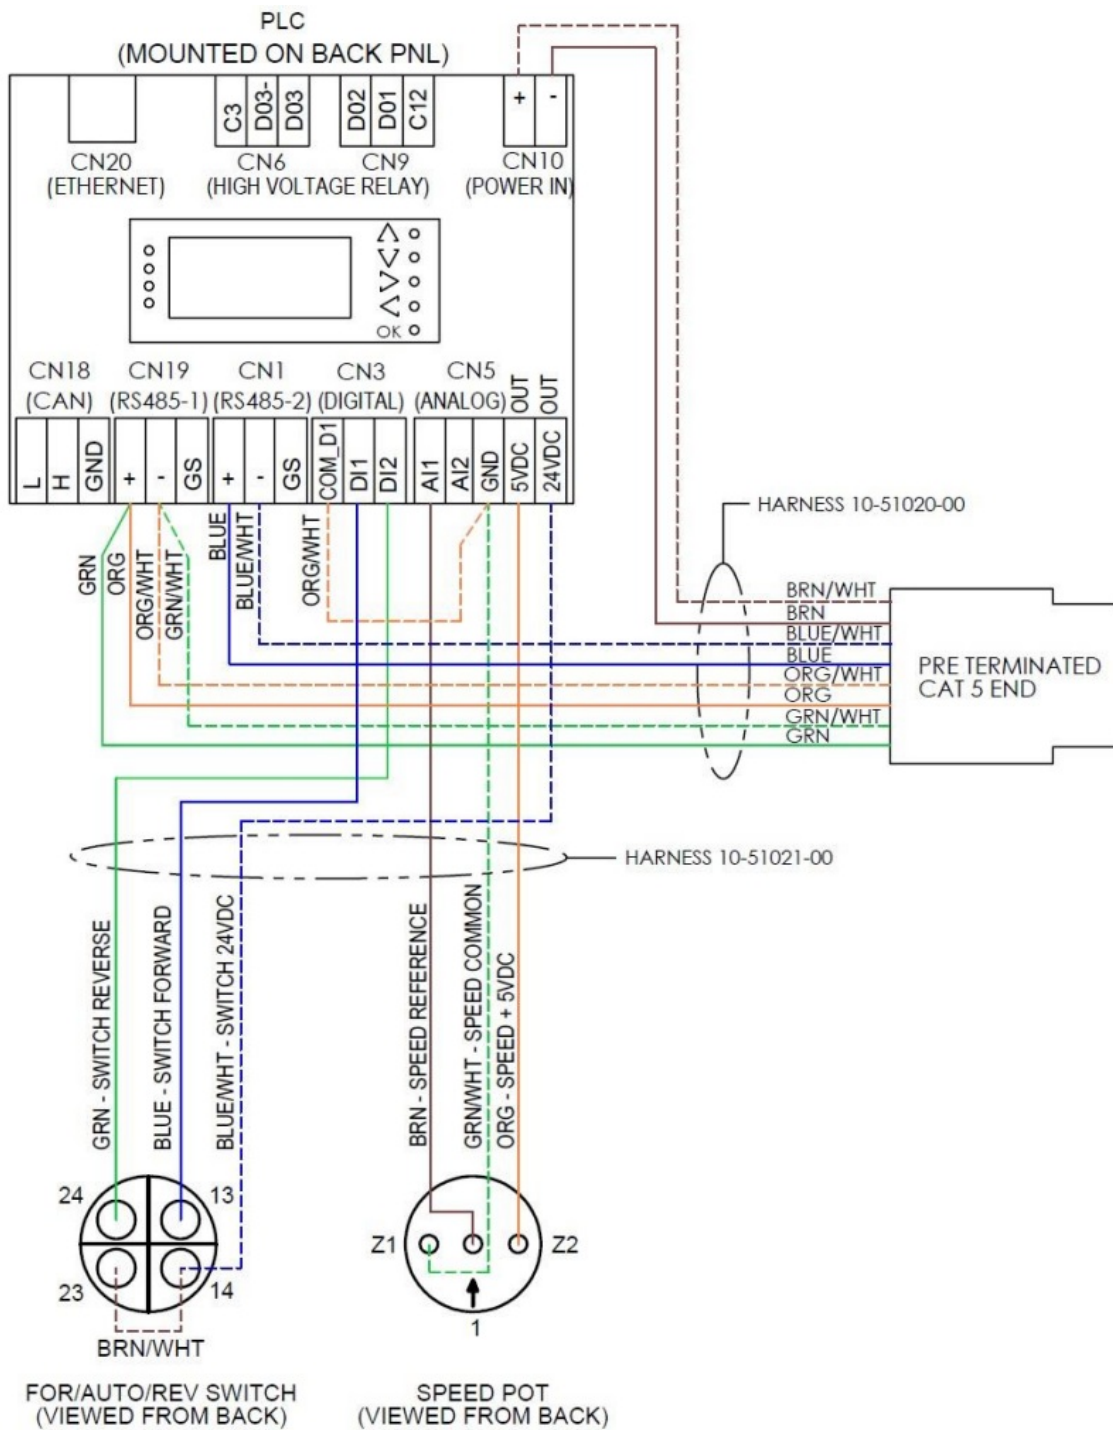 PLC
(MOUNTED ON BACK PNL)
C3
D03-
D03
D02
D01
C12
+
-
CN20
(ETHERNET)
CN6
CN9
(HIGH VOLTAGE RELAY)
CN10
(POWER IN)
OK
CN18
(CAN)
CN19
(RS485-1)
CN1
(RS485-2)
CN3
(DIGITAL)
CN5
(ANALOG)
OUT
OUT
L
H
GND
+
-
GS
+
-
GS
COM_D1
DI1
DI2
AI1
AI2
GND
5VDC
24VDC
GRN
ORG
ORG/WHT
GRN/WHT
BLUE
BLUE/WHT
ORG/WHT
HARNESS 10-51020-00
BRN/WHT
BRN
BLUE/WHT
BLUE
ORG/WHT
ORG
GRN/WHT
GRN
PRE TERMINATED
CAT 5 END
HARNESS 10-51021-00
GRN - SWITCH REVERSE
BLUE - SWITCH FORWARD
BLUE/WHT - SWITCH 24VDC
BRN - SPEED REFERENCE
GRN/WHT - SPEED COMMON
ORG - SPEED + 5VDC
24
13
23
14
BRN/WHT
Z1
Z2
1
FOR/AUTO/REV SWITCH
(VIEWED FROM BACK)
SPEED POT
(VIEWED FROM BACK)